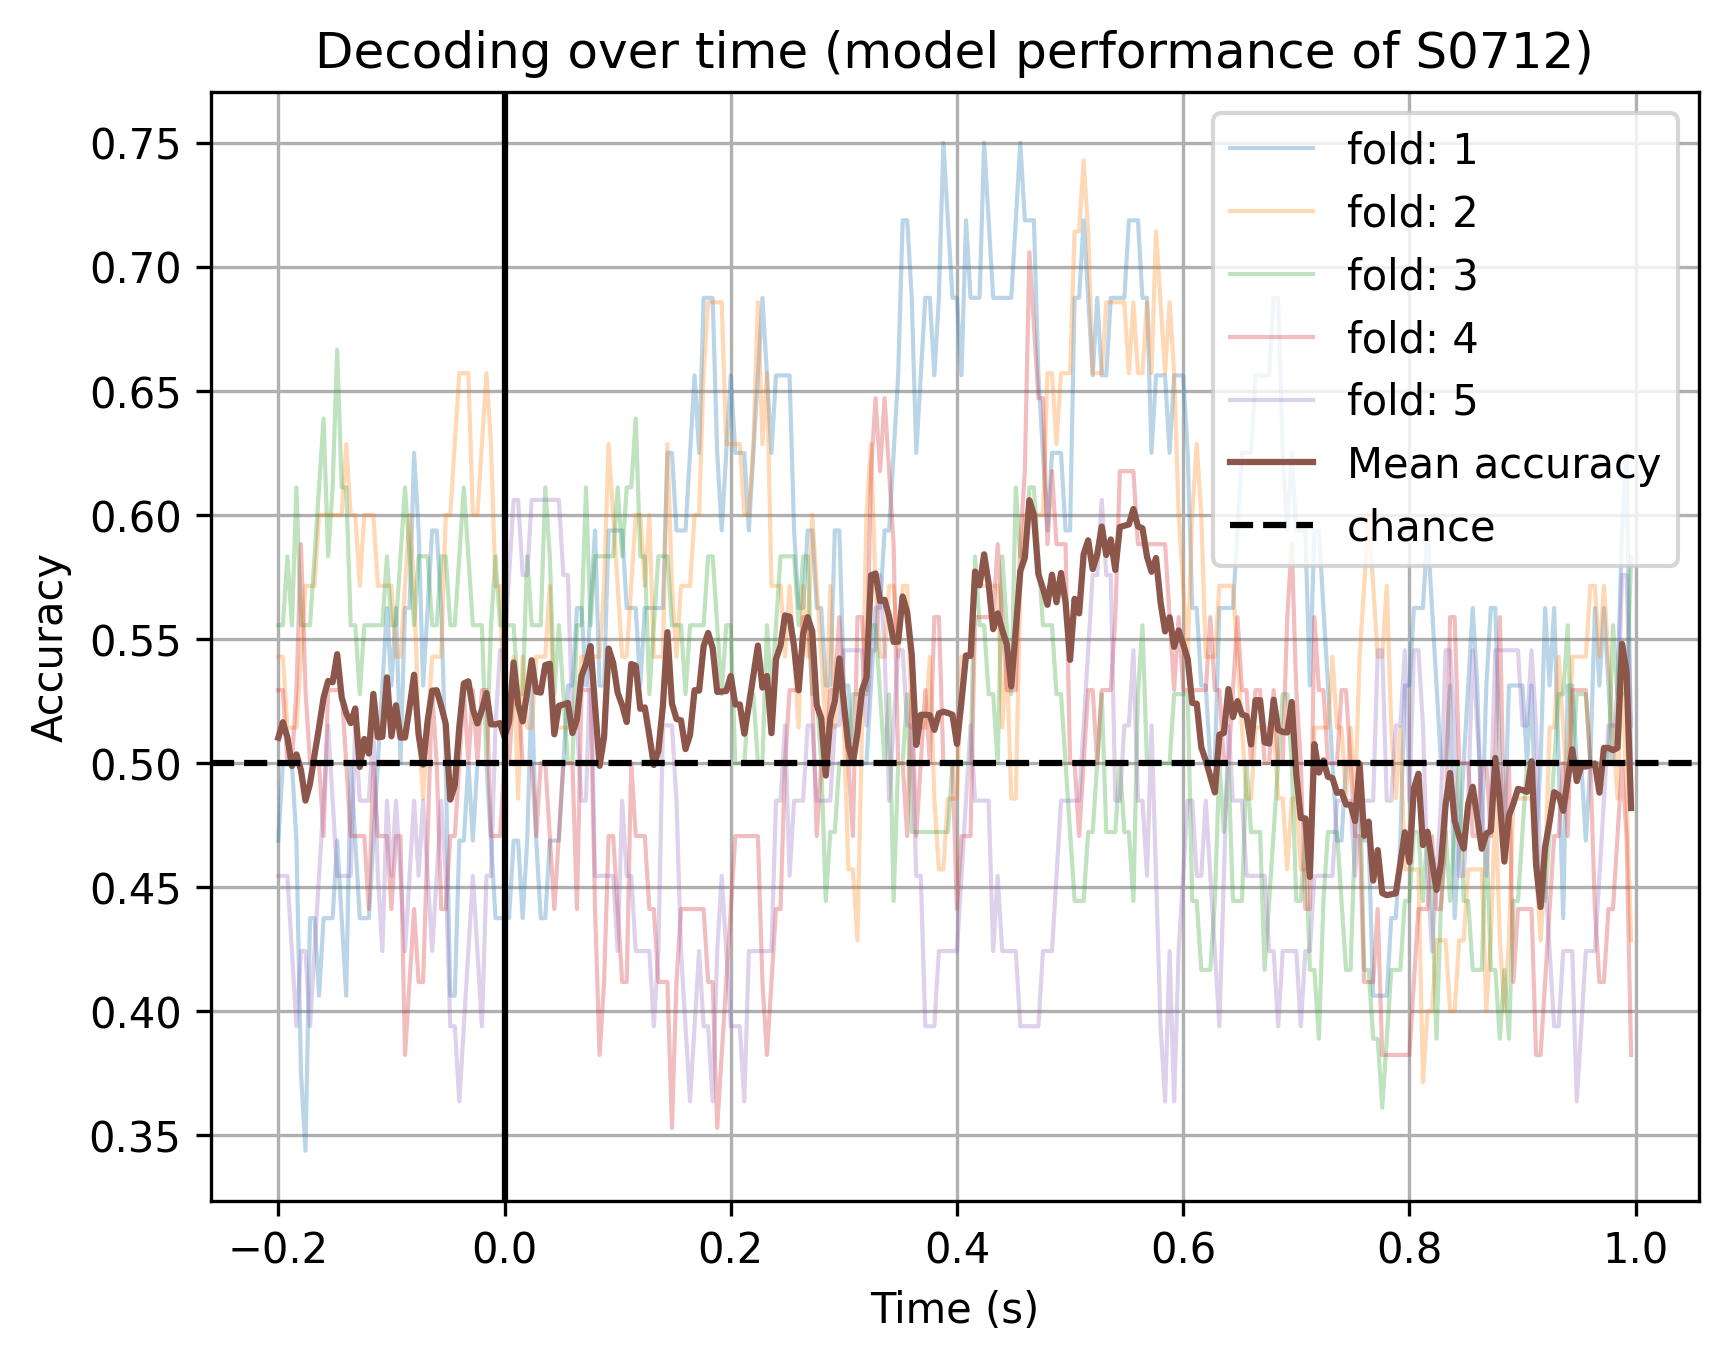 Decoding over time (model performance of S0712)
0.75
0.70
0.65
0.60
0.55
0.50
0.45
0.40
0.35
Accuracy
fold: 1
fold: 2
fold: 3
fold: 4
fold: 5
Mean accuracy
chance
−0.2 0.0 0.2 0.4 0.6 0.8 1.0
Time (s)